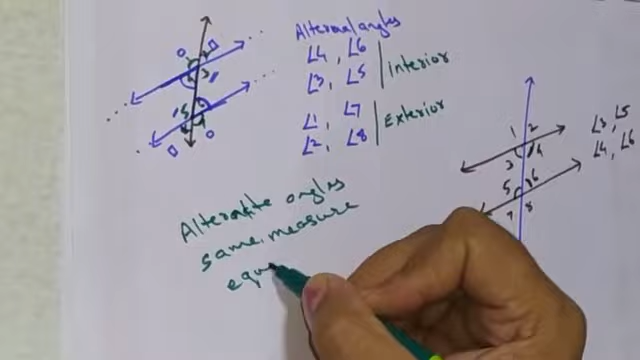 Alternal angles
∠4, ∠6
∠3, ∠5
Interior
∠1, ∠7
∠2, ∠8
Exterior
1 2
3 4
5 6
7 8
∠3, ∠5
∠4, ∠6
Alternate angles
same measure
equ